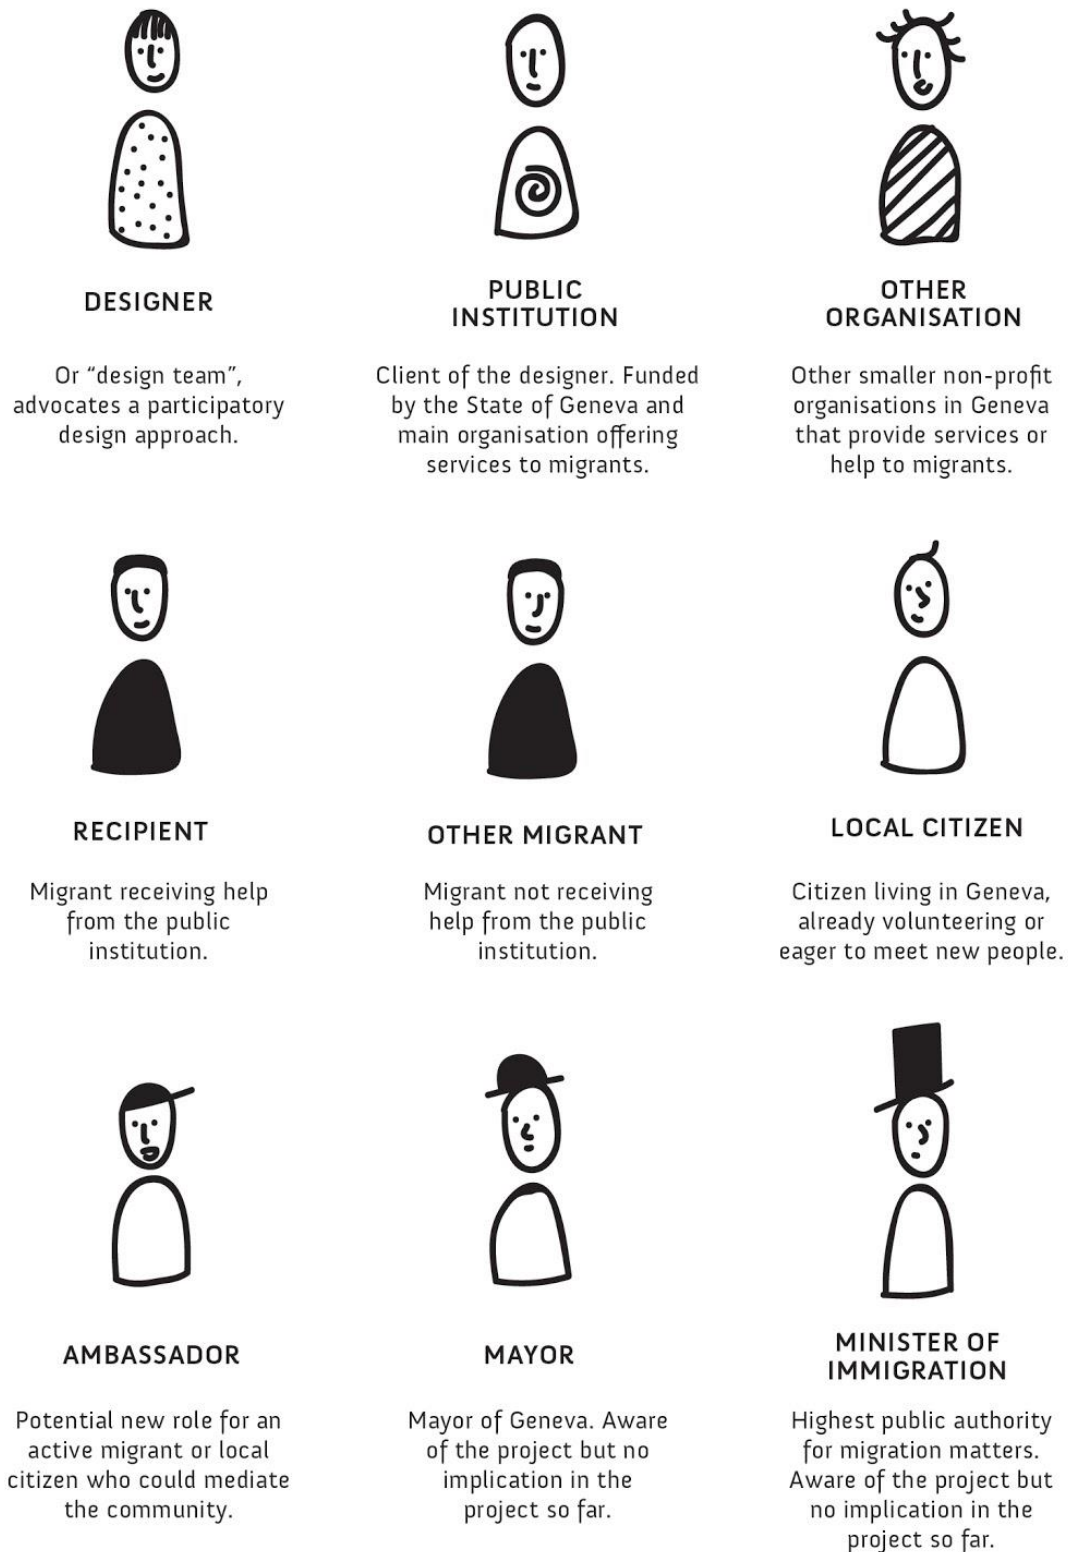 DESIGNER
Or “design team”,
advocates a participatory
design approach.
PUBLIC
INSTITUTION
Client of the designer. Funded
by the State of Geneva and
main organisation offering
services to migrants.
OTHER
ORGANISATION
Other smaller non-profit
organisations in Geneva
that provide services or
help to migrants.
RECIPIENT
Migrant receiving help
from the public
institution.
OTHER MIGRANT
Migrant not receiving
help from the public
institution.
LOCAL CITIZEN
Citizen living in Geneva,
already volunteering or
eager to meet new people.
AMBASSADOR
Potential new role for an
active migrant or local
citizen who could mediate
the community.
MAYOR
Mayor of Geneva. Aware
of the project but no
implication in the
project so far.
MINISTER OF
IMMIGRATION
Highest public authority
for migration matters.
Aware of the project but
no implication in the
project so far.